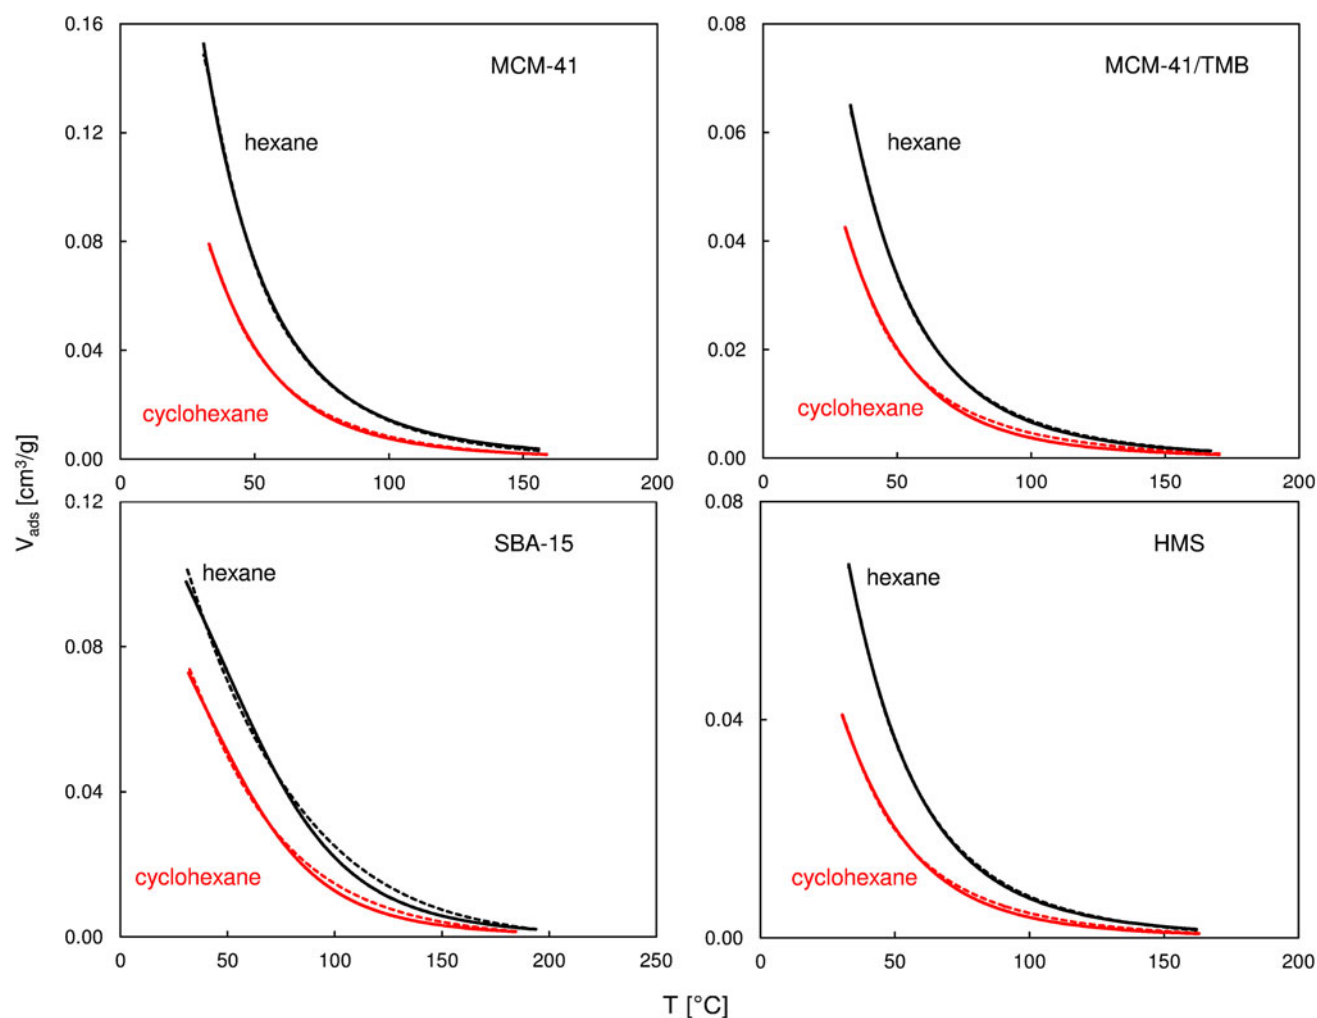 0.16
0.12
0.08
0.04
0.00
0
50
100
150
200
MCM-41
hexane
cyclohexane
0.08
0.06
0.04
0.02
0.00
0
50
100
150
200
MCM-41/TMB
hexane
cyclohexane
V_ads [cm³/g]
0.12
0.08
0.04
0.00
0
50
100
150
200
250
SBA-15
hexane
cyclohexane
0.08
0.04
0.00
0
50
100
150
200
HMS
hexane
cyclohexane
T [°C]